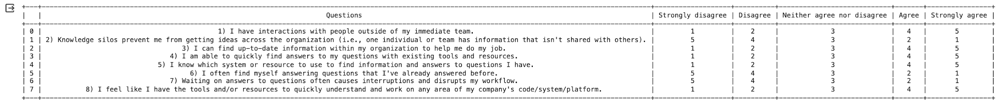 +---+---------------------------------------------------------------------------------------------------------------------------------------------------------+--------------------+----------+----------------------------+-------+----------------+
|   |                                                                        Questions                                                                        | Strongly disagree | Disagree | Neither agree nor disagree | Agree | Strongly agree |
+---+---------------------------------------------------------------------------------------------------------------------------------------------------------+--------------------+----------+----------------------------+-------+----------------+
| 0 | 1) I have interactions with people outside of my immediate team. | 1 | 2 | 3 | 4 | 5 |
| 1 | 2) Knowledge silos prevent me from getting ideas across the organization (i.e., one individual or team has information that isn't shared with others). | 5 | 4 | 3 | 2 | 1 |
| 2 | 3) I can find up-to-date information within my organization to help me do my job. | 1 | 2 | 3 | 4 | 5 |
| 3 | 4) I am able to quickly find answers to my questions with existing tools and resources. | 1 | 2 | 3 | 4 | 5 |
| 4 | 5) I know which system or resource to use to find information and answers to questions I have. | 1 | 2 | 3 | 4 | 5 |
| 5 | 6) I often find myself answering questions that I've already answered before. | 5 | 4 | 3 | 2 | 1 |
| 6 | 7) Waiting on answers to questions often causes interruptions and disrupts my workflow. | 5 | 4 | 3 | 2 | 1 |
| 7 | 8) I feel like I have the tools and/or resources to quickly understand and work on any area of my company's code/system/platform. | 1 | 2 | 3 | 4 | 5 |
+---+---------------------------------------------------------------------------------------------------------------------------------------------------------+--------------------+----------+----------------------------+-------+----------------+